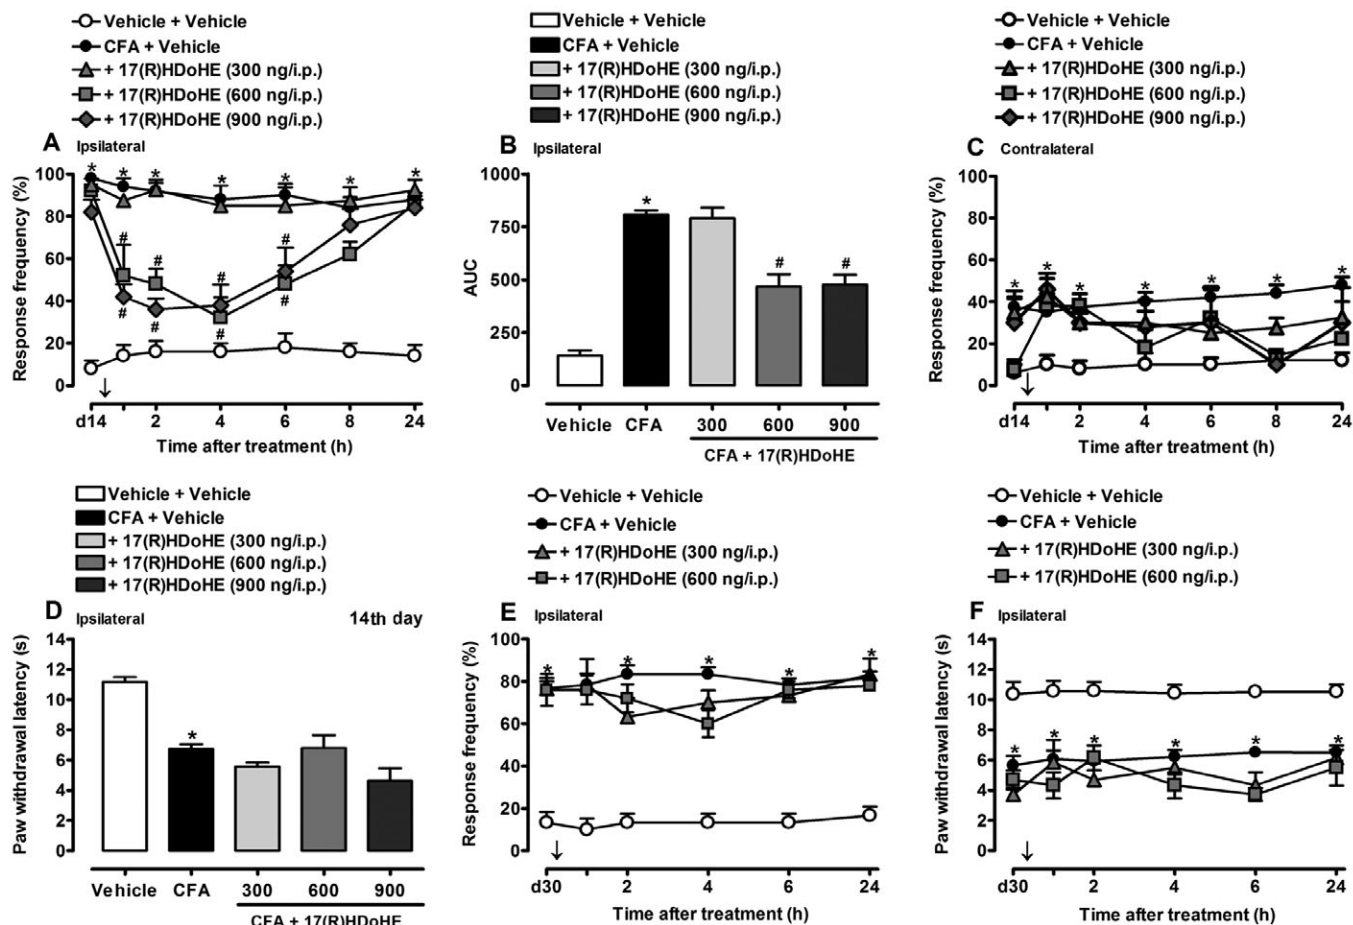 Vehicle + Vehicle
CFA + Vehicle
+ 17(R)HDoHE (300 ng/i.p.)
+ 17(R)HDoHE (600 ng/i.p.)
+ 17(R)HDoHE (900 ng/i.p.)
A Ipsilateral
Response frequency (%)
100
80
60
40
20
0
* * * * * * *
# # # #
# # # #
↓
d14 2 4 6 8 24
Time after treatment (h)
Vehicle + Vehicle
CFA + Vehicle
+ 17(R)HDoHE (300 ng/i.p.)
+ 17(R)HDoHE (600 ng/i.p.)
+ 17(R)HDoHE (900 ng/i.p.)
B Ipsilateral
AUC
1000
750
500
250
0
*
# #
Vehicle CFA 300 600 900
CFA + 17(R)HDoHE
Vehicle + Vehicle
CFA + Vehicle
+ 17(R)HDoHE (300 ng/i.p.)
+ 17(R)HDoHE (600 ng/i.p.)
+ 17(R)HDoHE (900 ng/i.p.)
C Contralateral
Response frequency (%)
100
80
60
40
20
0
* * * * * * *
↓
d14 2 4 6 8 24
Time after treatment (h)
Vehicle + Vehicle
CFA + Vehicle
+ 17(R)HDoHE (300 ng/i.p.)
+ 17(R)HDoHE (600 ng/i.p.)
+ 17(R)HDoHE (900 ng/i.p.)
D Ipsilateral 14th day
Paw withdrawal latency (s)
14
12
10
8
6
4
2
0
*
Vehicle CFA 300 600 900
CFA + 17(R)HDoHE
Vehicle + Vehicle
CFA + Vehicle
+ 17(R)HDoHE (300 ng/i.p.)
+ 17(R)HDoHE (600 ng/i.p.)
E Ipsilateral
Response frequency (%)
100
80
60
40
20
0
* * * * *
↓
d30 2 4 6 24
Time after treatment (h)
Vehicle + Vehicle
CFA + Vehicle
+ 17(R)HDoHE (300 ng/i.p.)
+ 17(R)HDoHE (600 ng/i.p.)
F Ipsilateral
Paw withdrawal latency (s)
14
12
10
8
6
4
2
0
* * * * * *
↓
d30 2 4 6 24
Time after treatment (h)